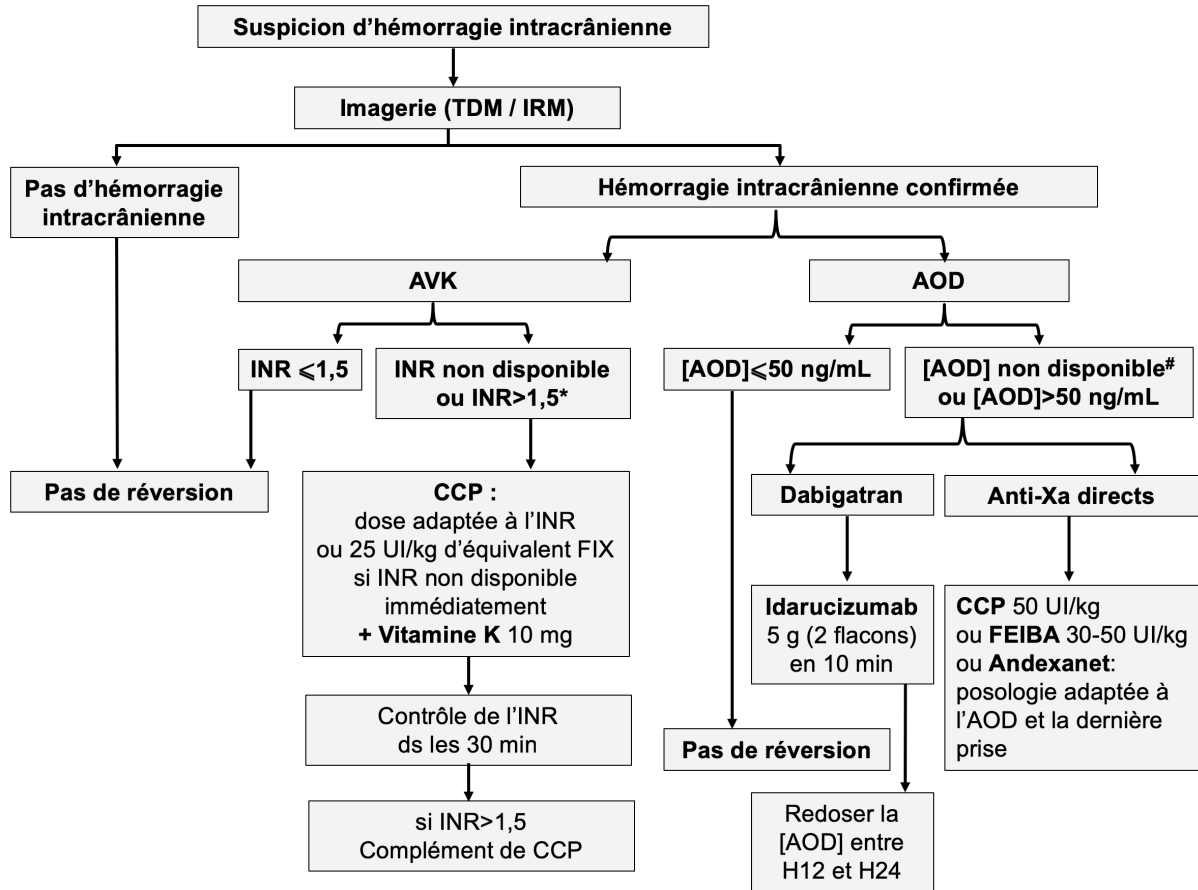 Suspicion d’hémorragie intracrânienne
Imagerie (TDM / IRM)
Pas d’hémorragie
intracrânienne
Hémorragie intracrânienne confirmée
AVK
AOD
INR ⩽1,5
INR non disponible
ou INR>1,5*
[AOD]⩽50 ng/mL
[AOD] non disponible#
ou [AOD]>50 ng/mL
Pas de réversion
CCP :
dose adaptée à l’INR
ou 25 UI/kg d’équivalent FIX
si INR non disponible
immédiatement
+ Vitamine K 10 mg
Dabigatran
Anti-Xa directs
Idarucizumab
5 g (2 flacons)
en 10 min
CCP 50 UI/kg
ou FEIBA 30-50 UI/kg
ou Andexanet:
posologie adaptée à
l’AOD et la dernière
prise
Contrôle de l’INR
ds les 30 min
Pas de réversion
si INR>1,5
Complément de CCP
Redoser la
[AOD] entre
H12 et H24